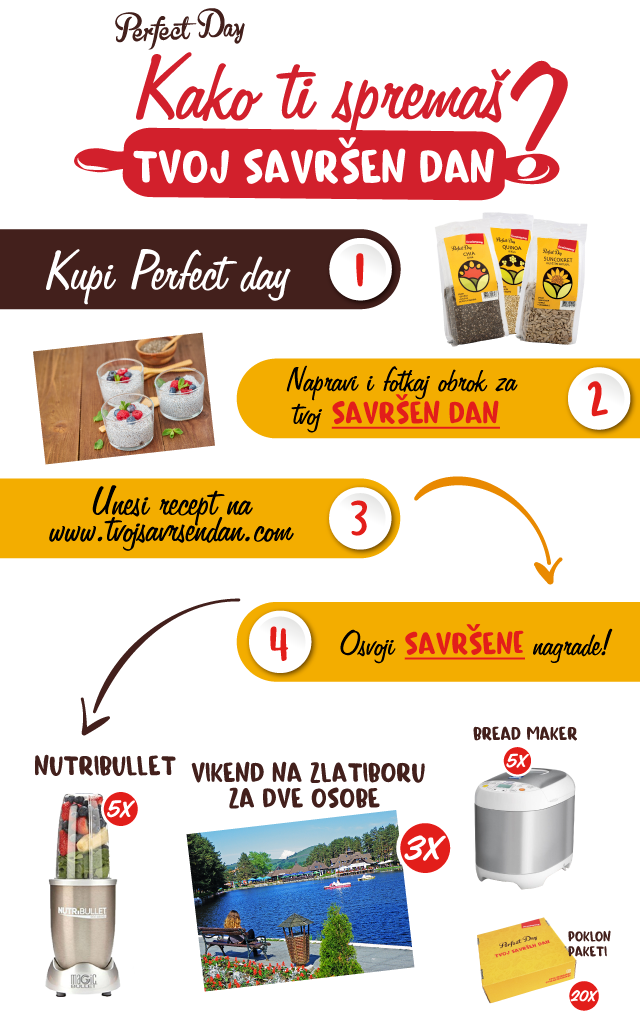 Perfect Day
Kako ti spremaš?
TVOJ SAVRŠEN DAN
Kupi Perfect day
1
Perfect Day
CHIA
Perfect Day
QUINOA
Perfect Day
SUNCOKRET
Napravi i fotkaj obrok za
tvoj SAVRŠEN DAN
2
Unesi recept na
www.tvojsavrsendan.com
3
4
Osvoji SAVRŠENE nagrade!
NUTRIBULLET
5X
NUTRIBULLET
MAGIC
BULLET
VIKEND NA ZLATIBORU
ZA DVE OSOBE
3X
BREAD MAKER
5X
Perfect Day
TVOJ SAVRŠEN DAN
POKLON
PAKETI
20X